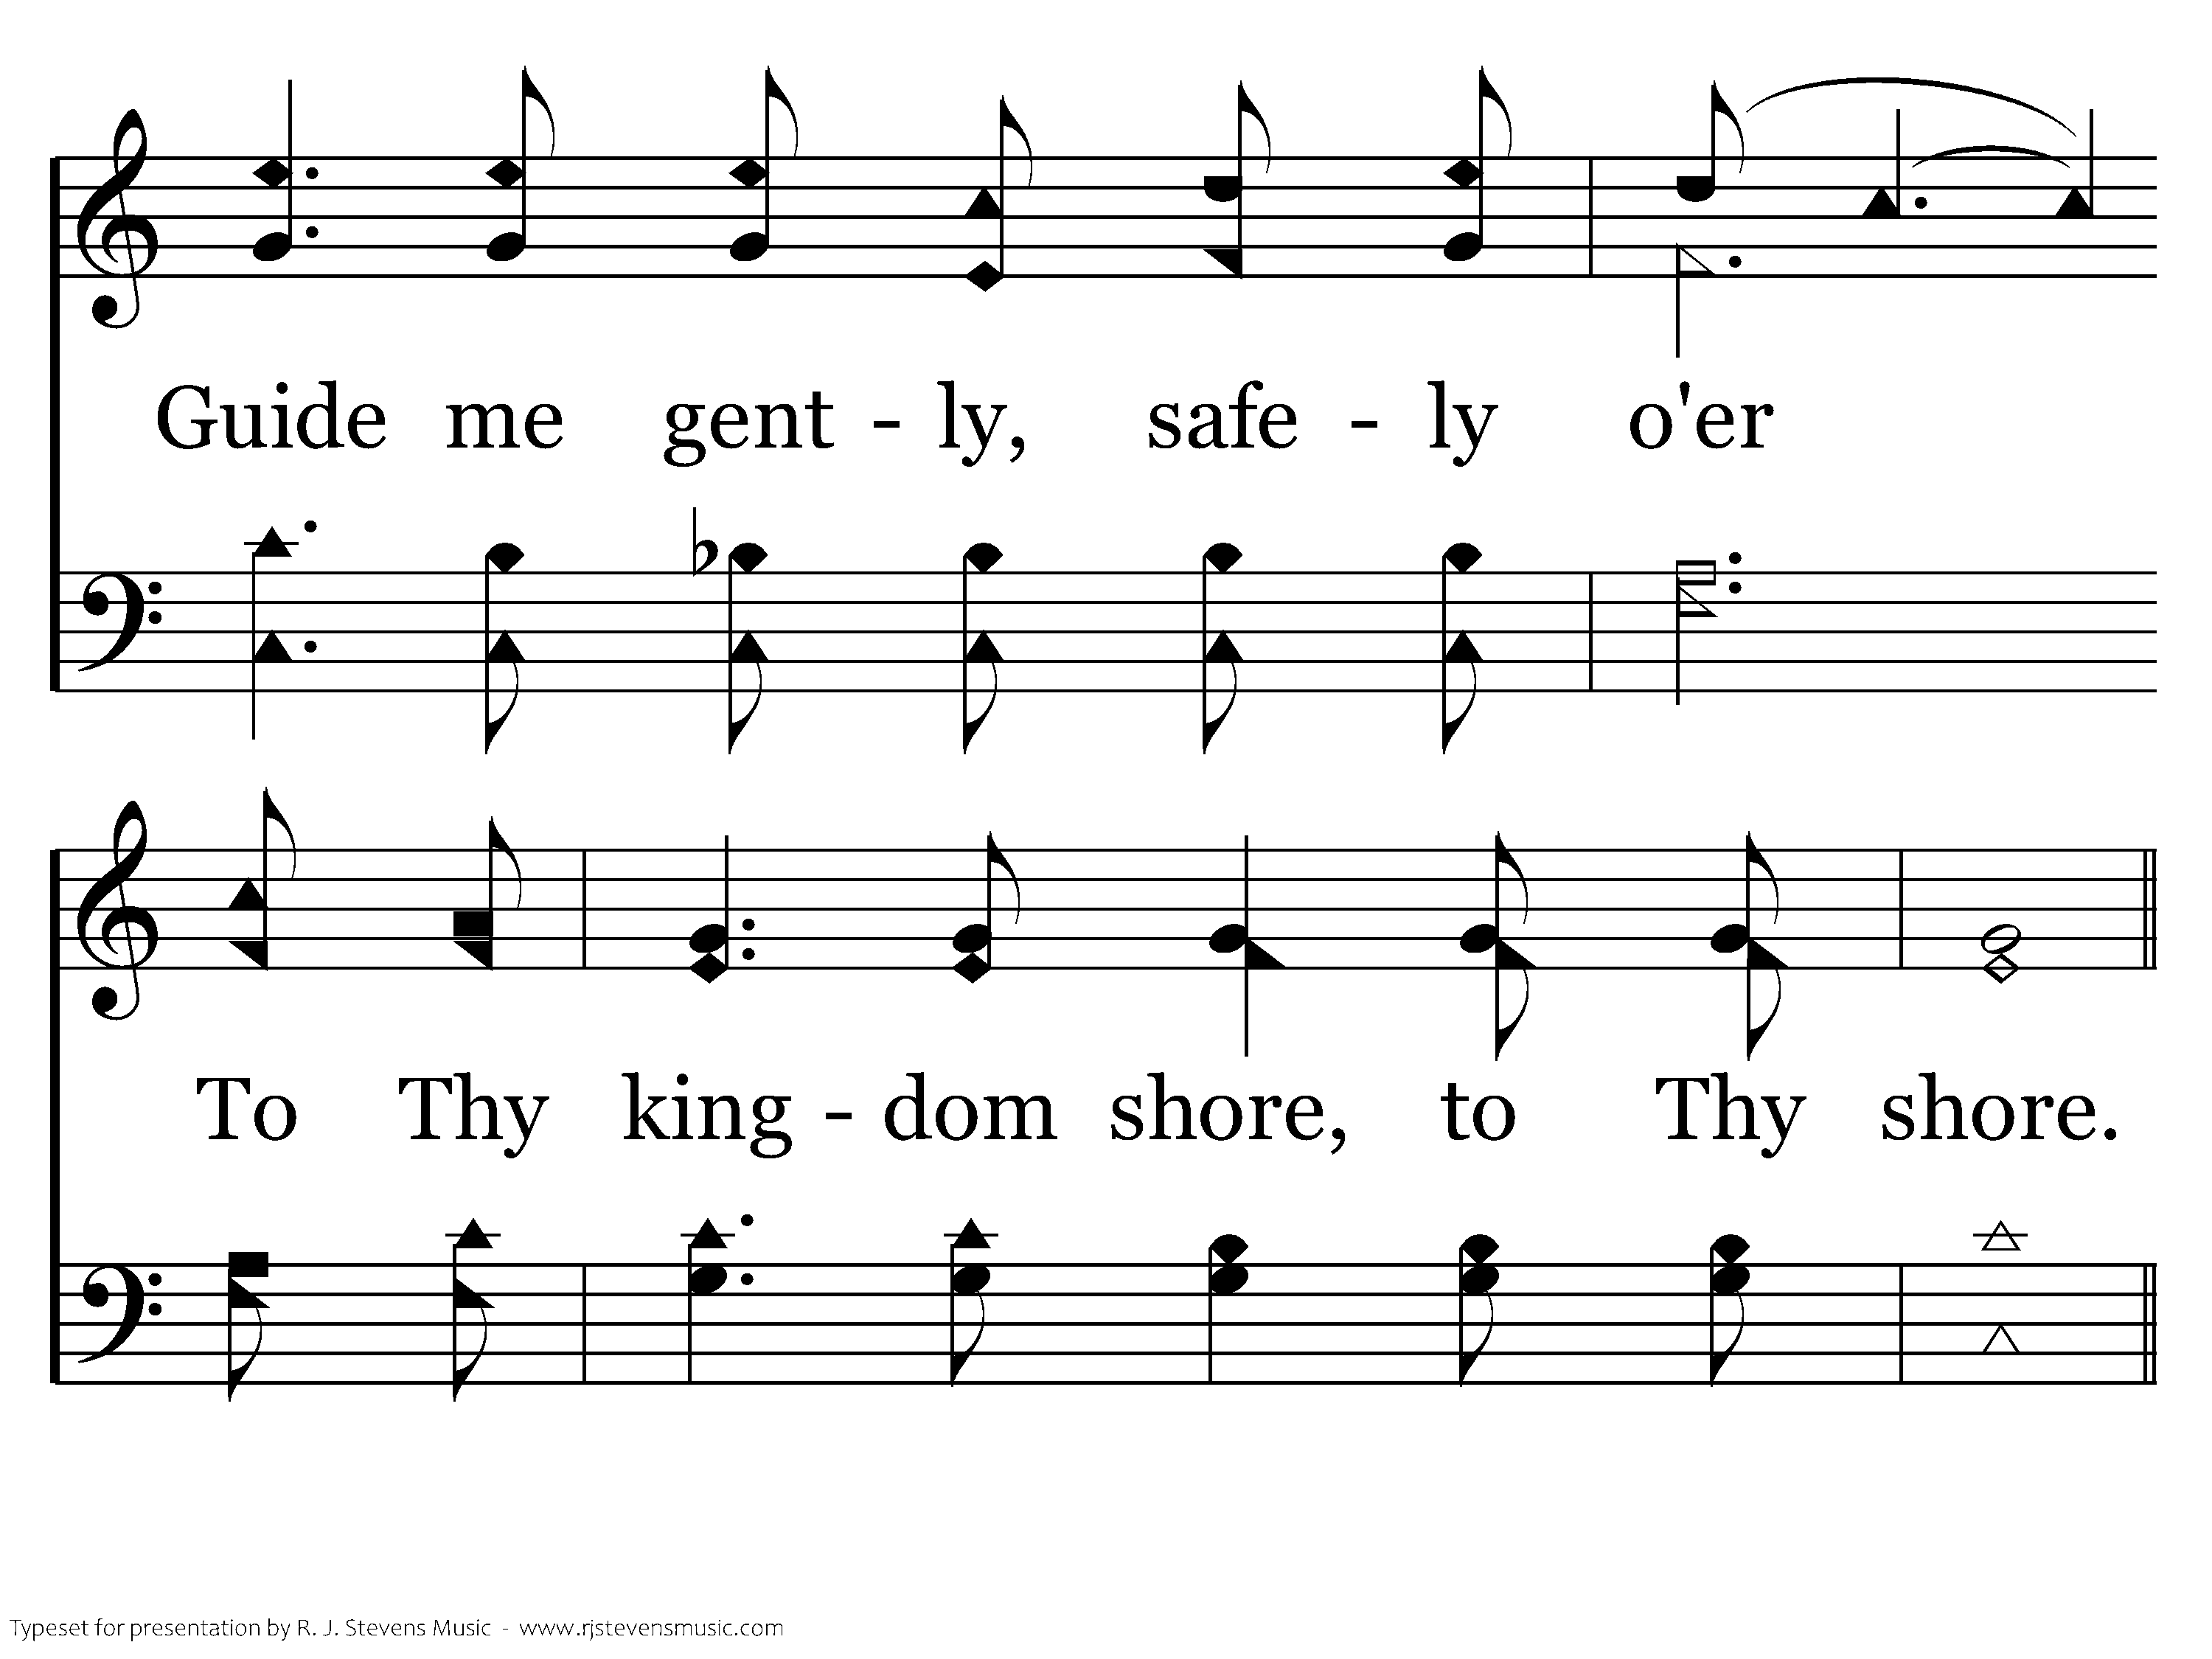 Guide me gent - ly, safe - ly o'er
To Thy king - dom shore, to Thy shore.
Typeset for presentation by R. J. Stevens Music - www.rjstevensmusic.com